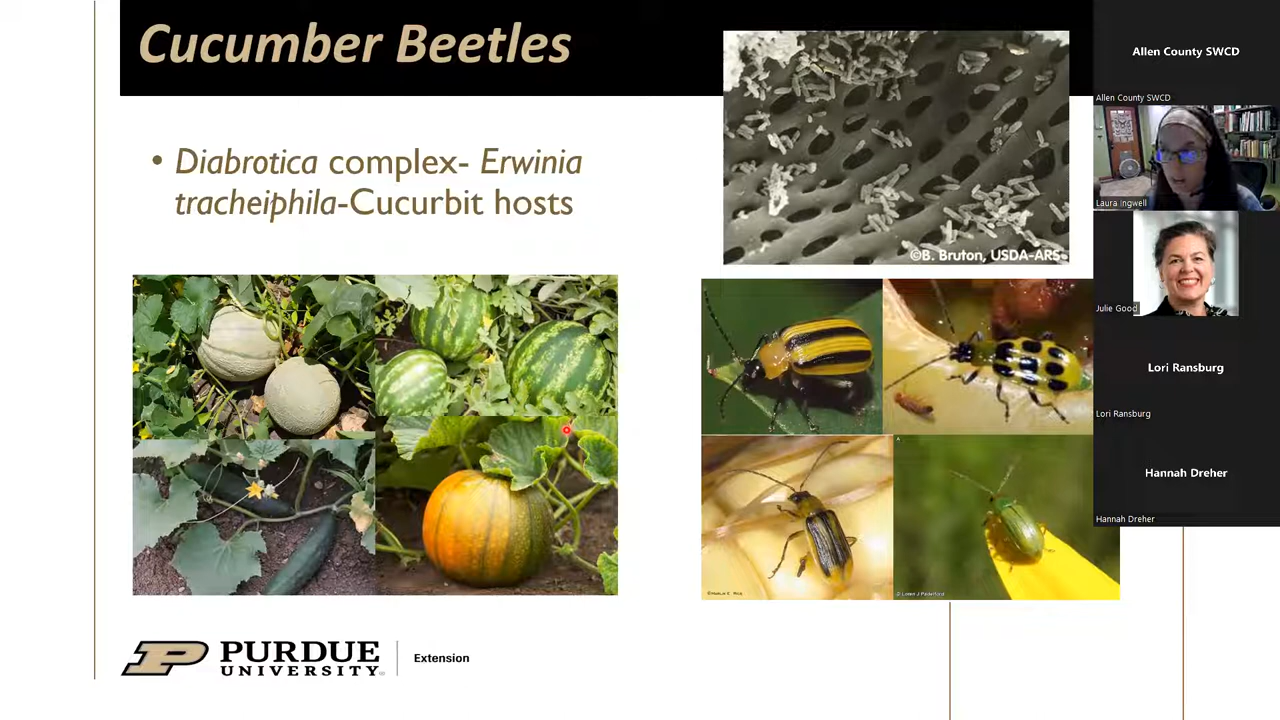 Cucumber Beetles
• Diabrotica complex- Erwinia
tracheiphila-Cucurbit hosts
©B. Bruton, USDA-ARS
PURDUE
UNIVERSITY
Extension
Allen County SWCD
Allen County SWCD
Laura Ingwell
Julie Good
Lori Ransburg
Lori Ransburg
Hannah Dreher
Hannah Dreher